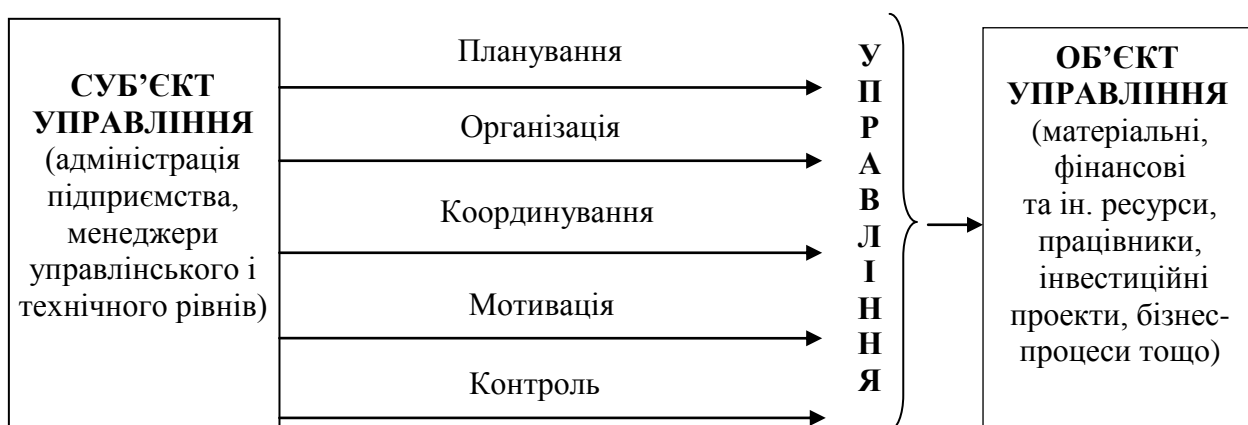 СУБ’ЄКТ
УПРАВЛІННЯ
(адміністрація
підприємства,
менеджери
управлінського і
технічного рівнів)
Планування
Організація
Координування
Мотивація
Контроль
УПРАВЛІННЯ
ОБ’ЄКТ
УПРАВЛІННЯ
(матеріальні,
фінансові
та ін. ресурси,
працівники,
інвестиційні
проекти, бізнес-
процеси тощо)